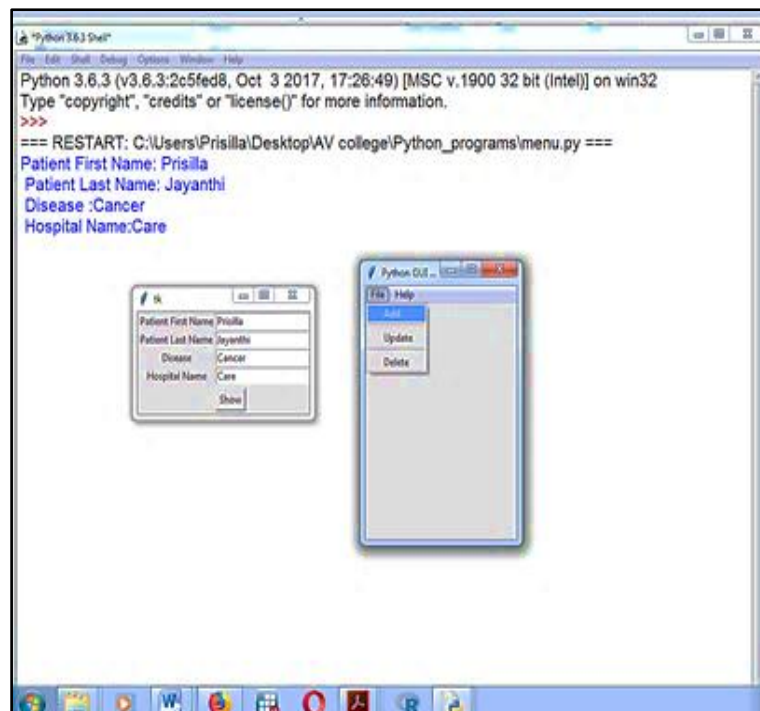 *Python 3.6.3 Shell*
File Edit Shell Debug Options Window Help
Python 3.6.3 (v3.6.3:2c5fed8, Oct 3 2017, 17:26:49) [MSC v.1900 32 bit (Intel)] on win32
Type "copyright", "credits" or "license()" for more information.
>>>
=== RESTART: C:\Users\Prisilla\Desktop\AV college\Python_programs\menu.py ===
Patient First Name: Prisilla
Patient Last Name: Jayanthi
Disease :Cancer
Hospital Name:Care
tk
Patient First Name Prisilla
Patient Last Name Jayanthi
Disease Cancer
Hospital Name Care
Show
Python GUI ...
File Help
Add
Update
Delete